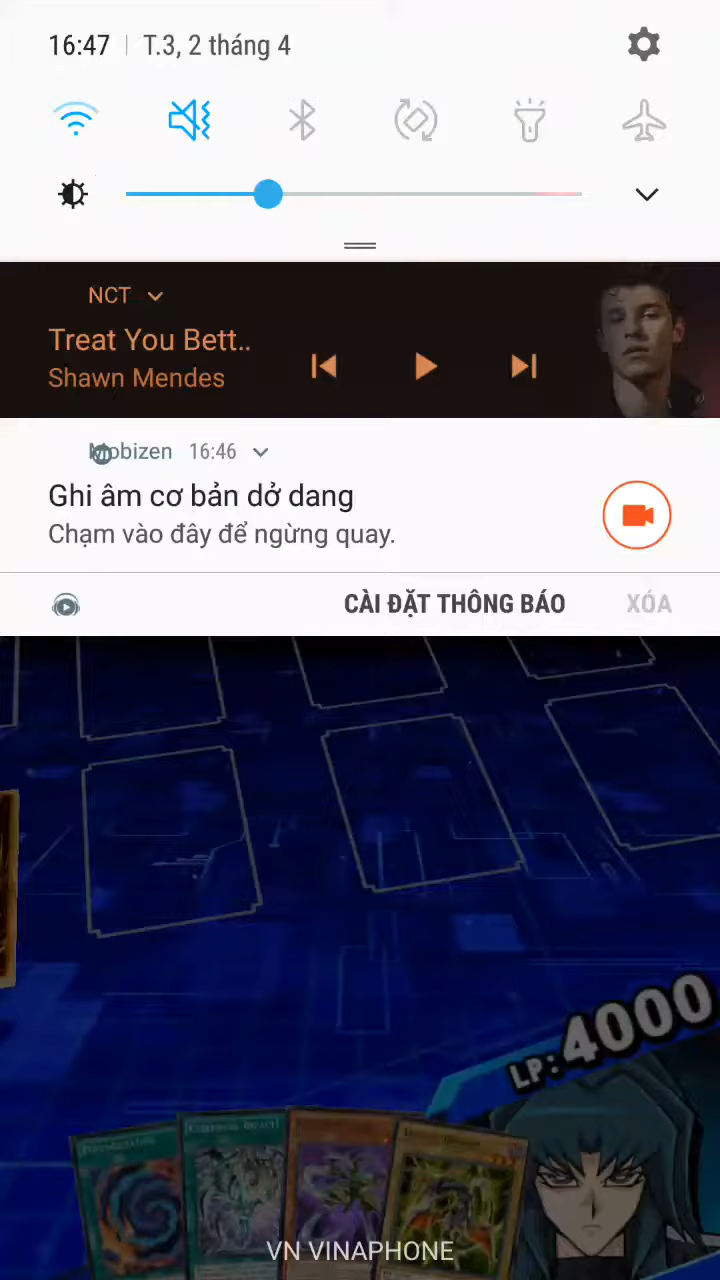 16:47 | T.3, 2 tháng 4
NCT
Treat You Bett..
Shawn Mendes
Mobizen 16:46
Ghi âm cơ bản dở dang
Chạm vào đây để ngừng quay.
CÀI ĐẶT THÔNG BÁO XÓA
LP:4000
VN VINAPHONE